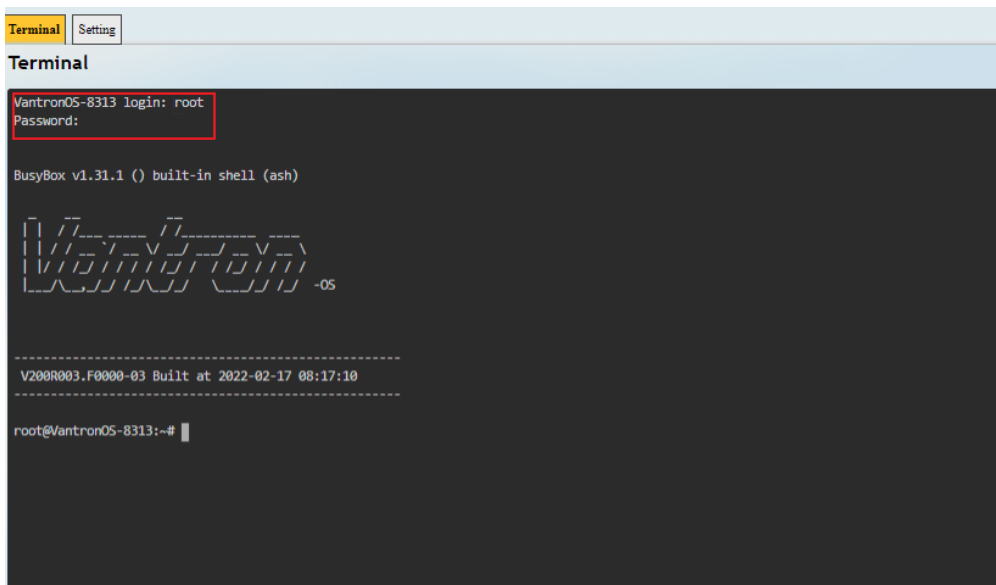 Terminal Setting
Terminal
VantronOS-8313 login: root
Password:
BusyBox v1.31.1 () built-in shell (ash)
Vantron -OS
-----------------------------------------------------
V200R003.F0000-03 Built at 2022-02-17 08:17:10
-----------------------------------------------------
root@VantronOS-8313:~#